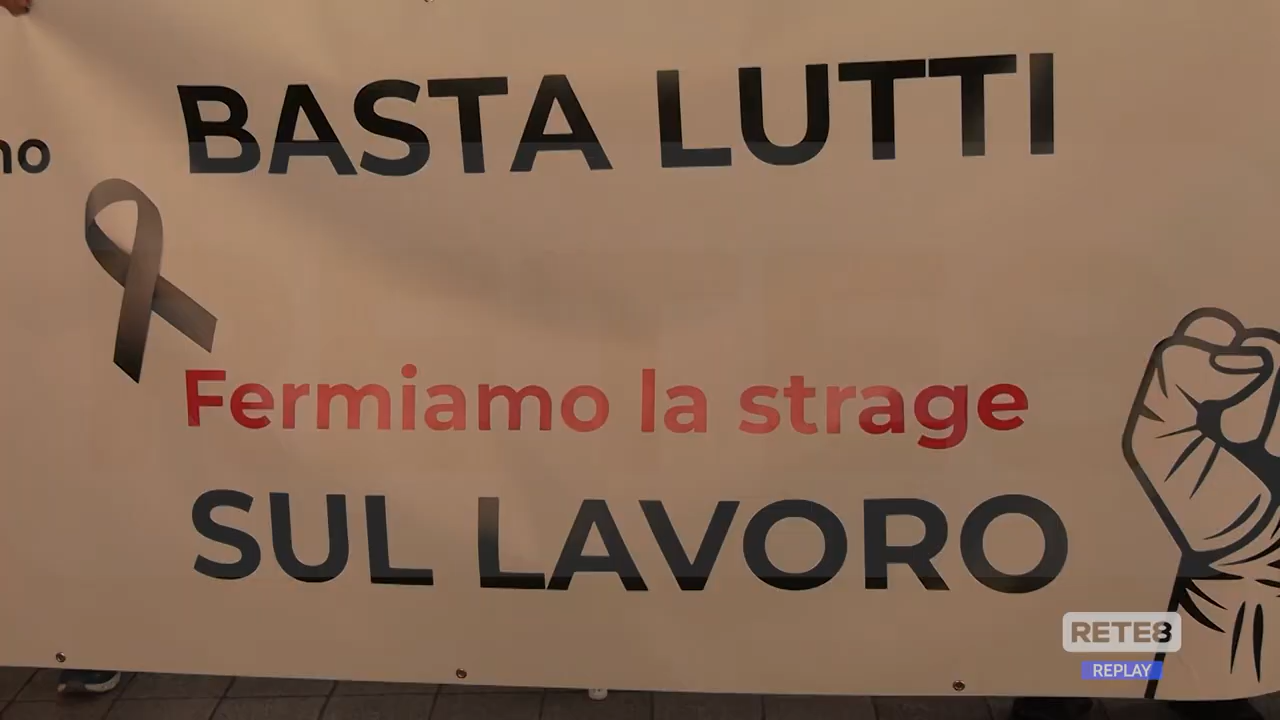 BASTA LUTTI
Fermiamo la strage
SUL LAVORO
RETE8
REPLAY